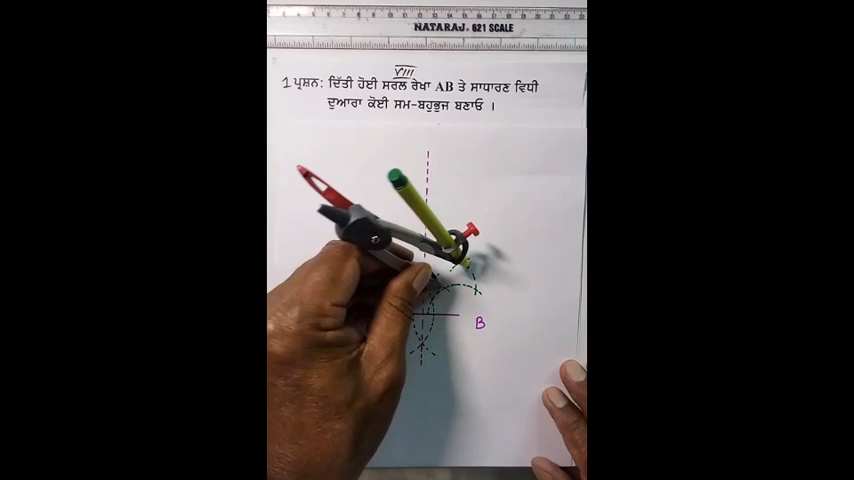 NATARAJ 621 SCALE
VIII
1 ਪ੍ਰਸ਼ਨ: ਦਿੱਤੀ ਹੋਈ ਸਰਲ ਰੇਖਾ AB ਤੇ ਸਾਧਾਰਣ ਵਿਧੀ
ਦੁਆਰਾ ਕੋਈ ਸਮ-ਬਹੁਭੁਜ ਬਣਾਓ ।
B